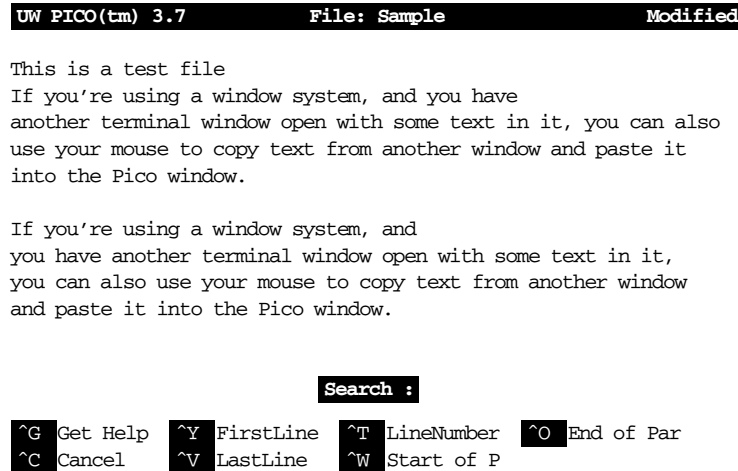 UW PICO(tm) 3.7 File: Sample Modified
This is a test file
If you're using a window system, and you have
another terminal window open with some text in it, you can also
use your mouse to copy text from another window and paste it
into the Pico window.
If you're using a window system, and
you have another terminal window open with some text in it,
you can also use your mouse to copy text from another window
and paste it into the Pico window.
Search :
^G Get Help ^Y FirstLine ^T LineNumber ^O End of Par
^C Cancel ^V LastLine ^W Start of P